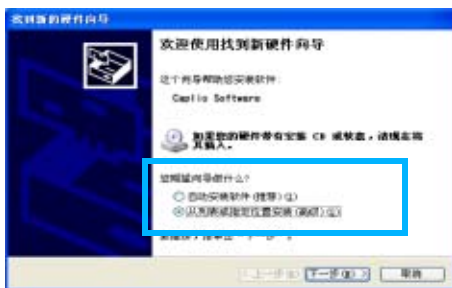 找到新的硬件向导
欢迎使用找到新硬件向导
这个向导帮助您安装软件:
Caplio Software
如果您的硬件带有安装 CD 或软盘,请现在将
其插入。
您期望向导做什么?
自动安装软件(推荐)(I)
从列表或指定位置安装(高级)(S)
要继续,请单击“下一步”。
<上一步(B) 下一步(N) > 取消